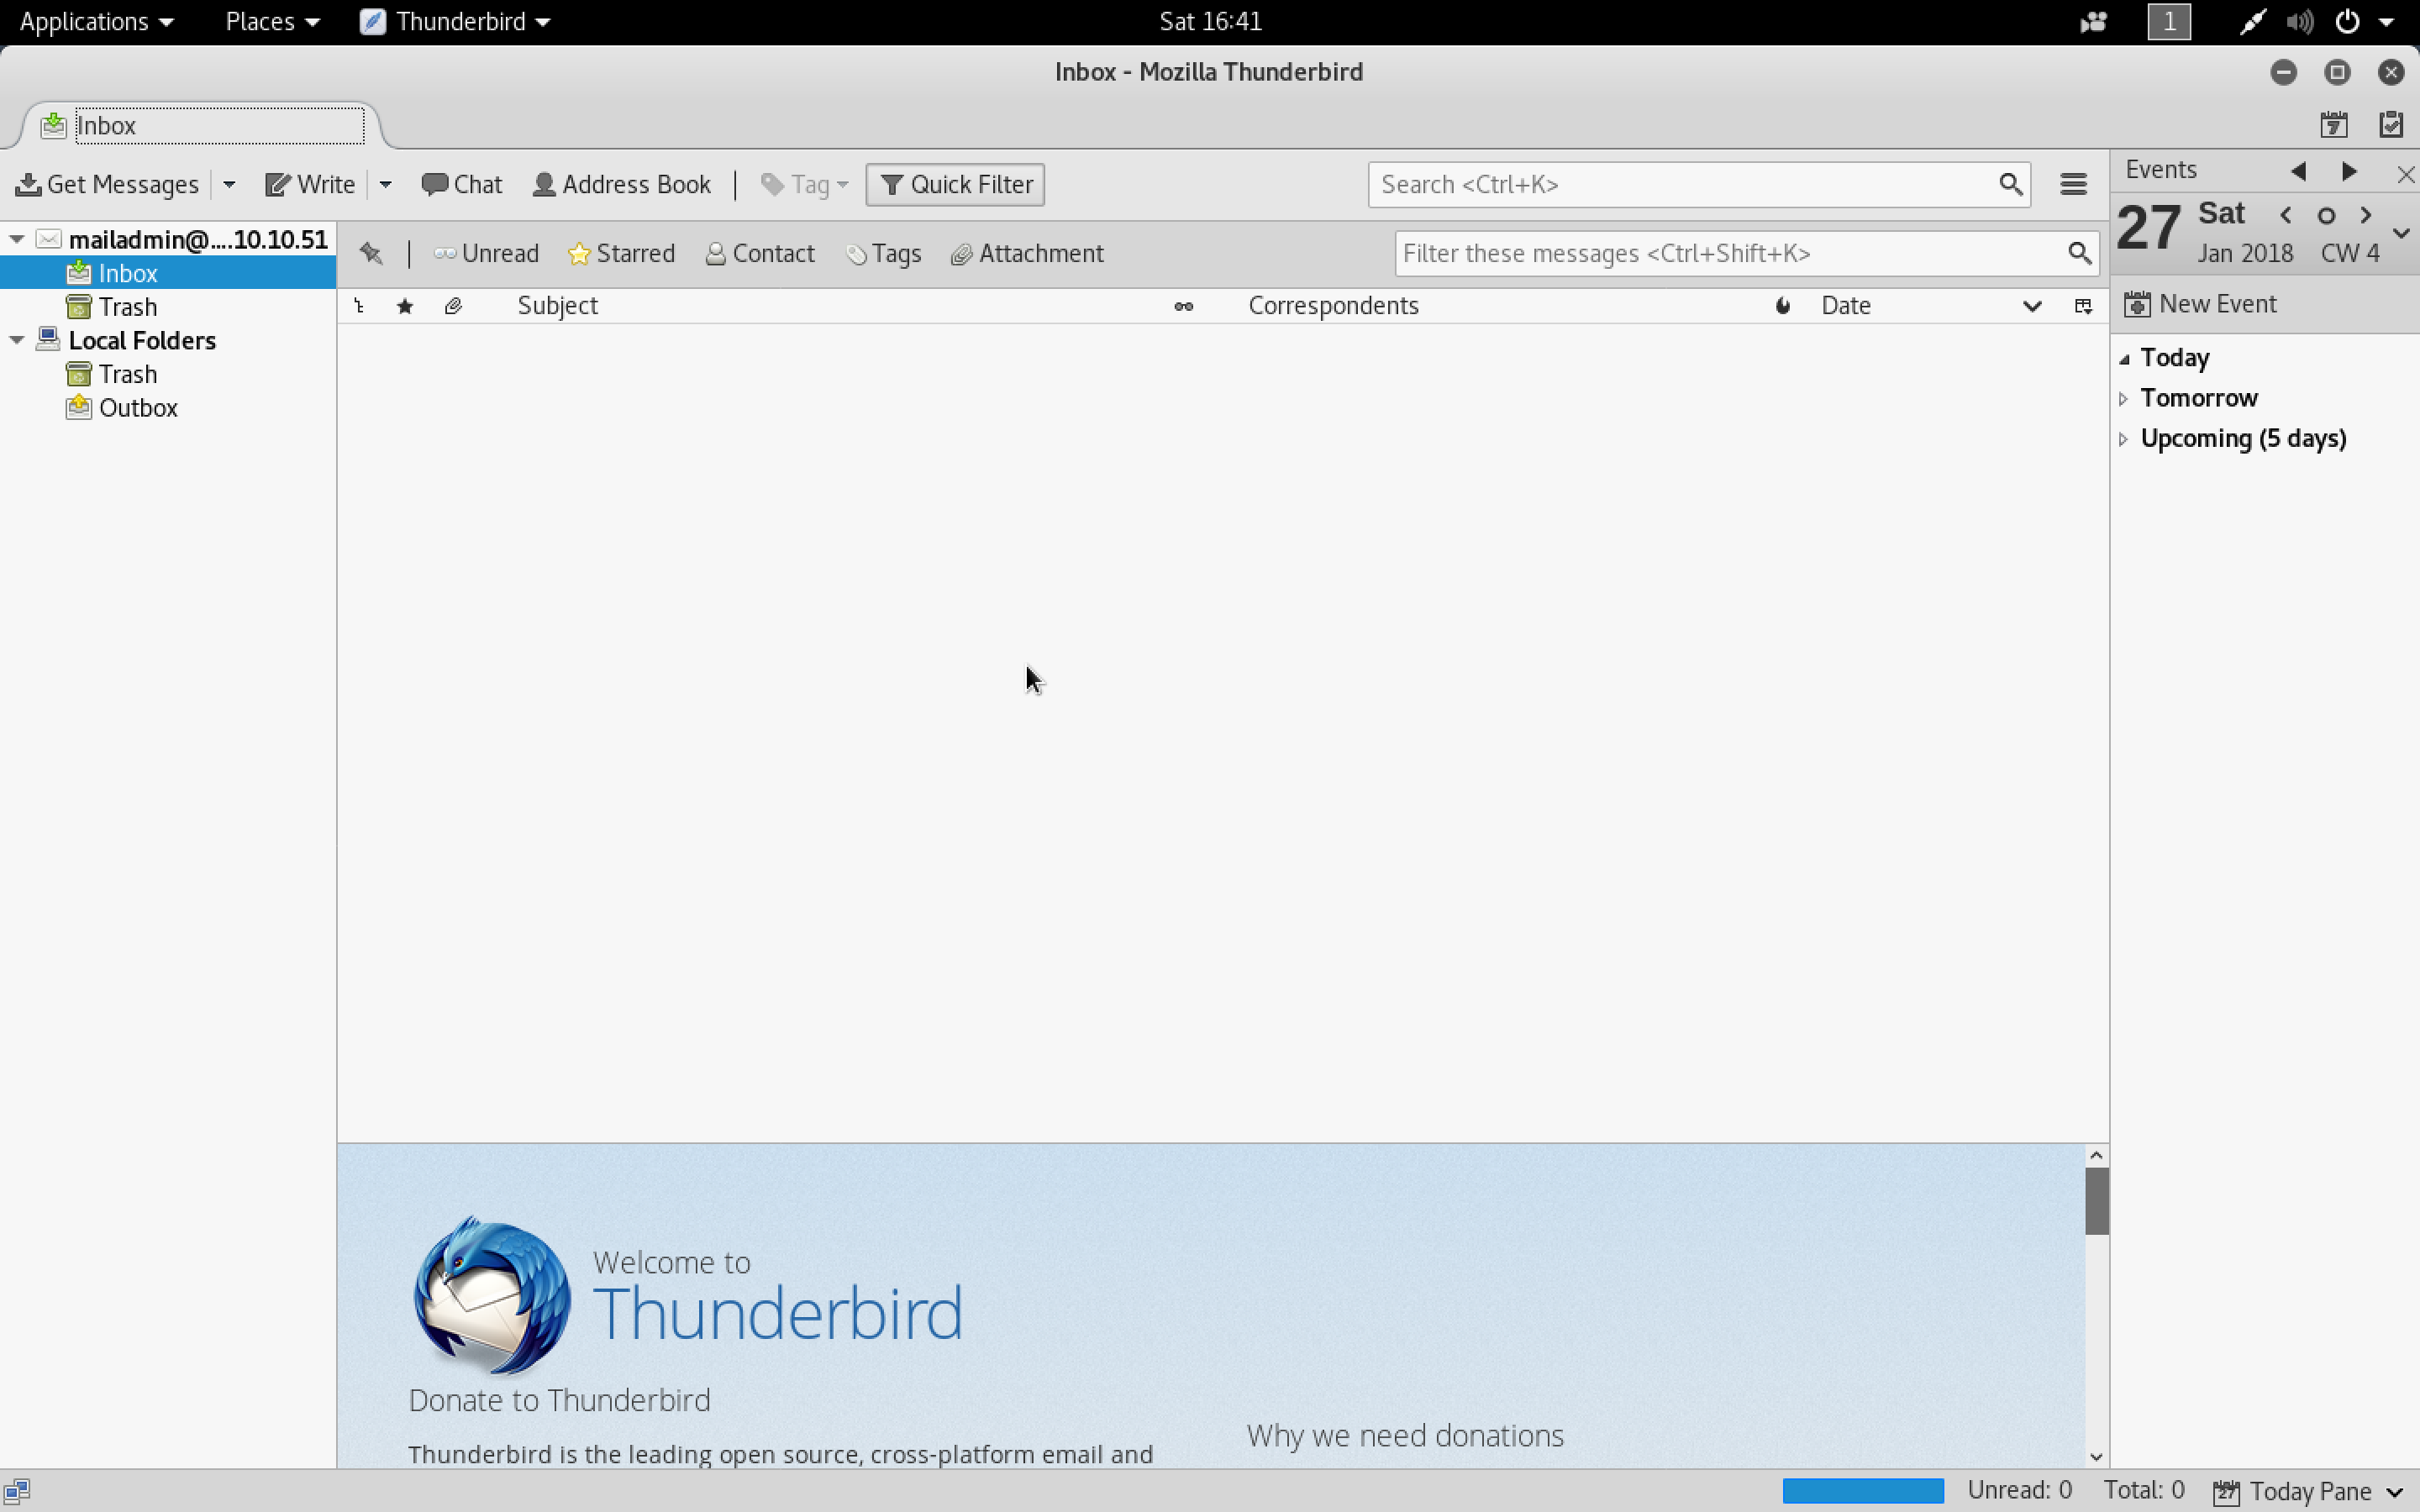 Applications Places Thunderbird Sat 16:41 1
Inbox - Mozilla Thunderbird
Inbox 7
Get Messages Write Chat Address Book Tag Quick Filter Search <Ctrl+K>
Events
27 Sat
Jan 2018 CW 4
New Event
Today
Tomorrow
Upcoming (5 days)
mailadmin@....10.10.51
Inbox
Trash
Local Folders
Trash
Outbox
Unread Starred Contact Tags Attachment Filter these messages <Ctrl+Shift+K>
Subject Correspondents Date
Welcome to
Thunderbird
Donate to Thunderbird
Why we need donations
Thunderbird is the leading open source, cross-platform email and
Unread: 0 Total: 0 27 Today Pane